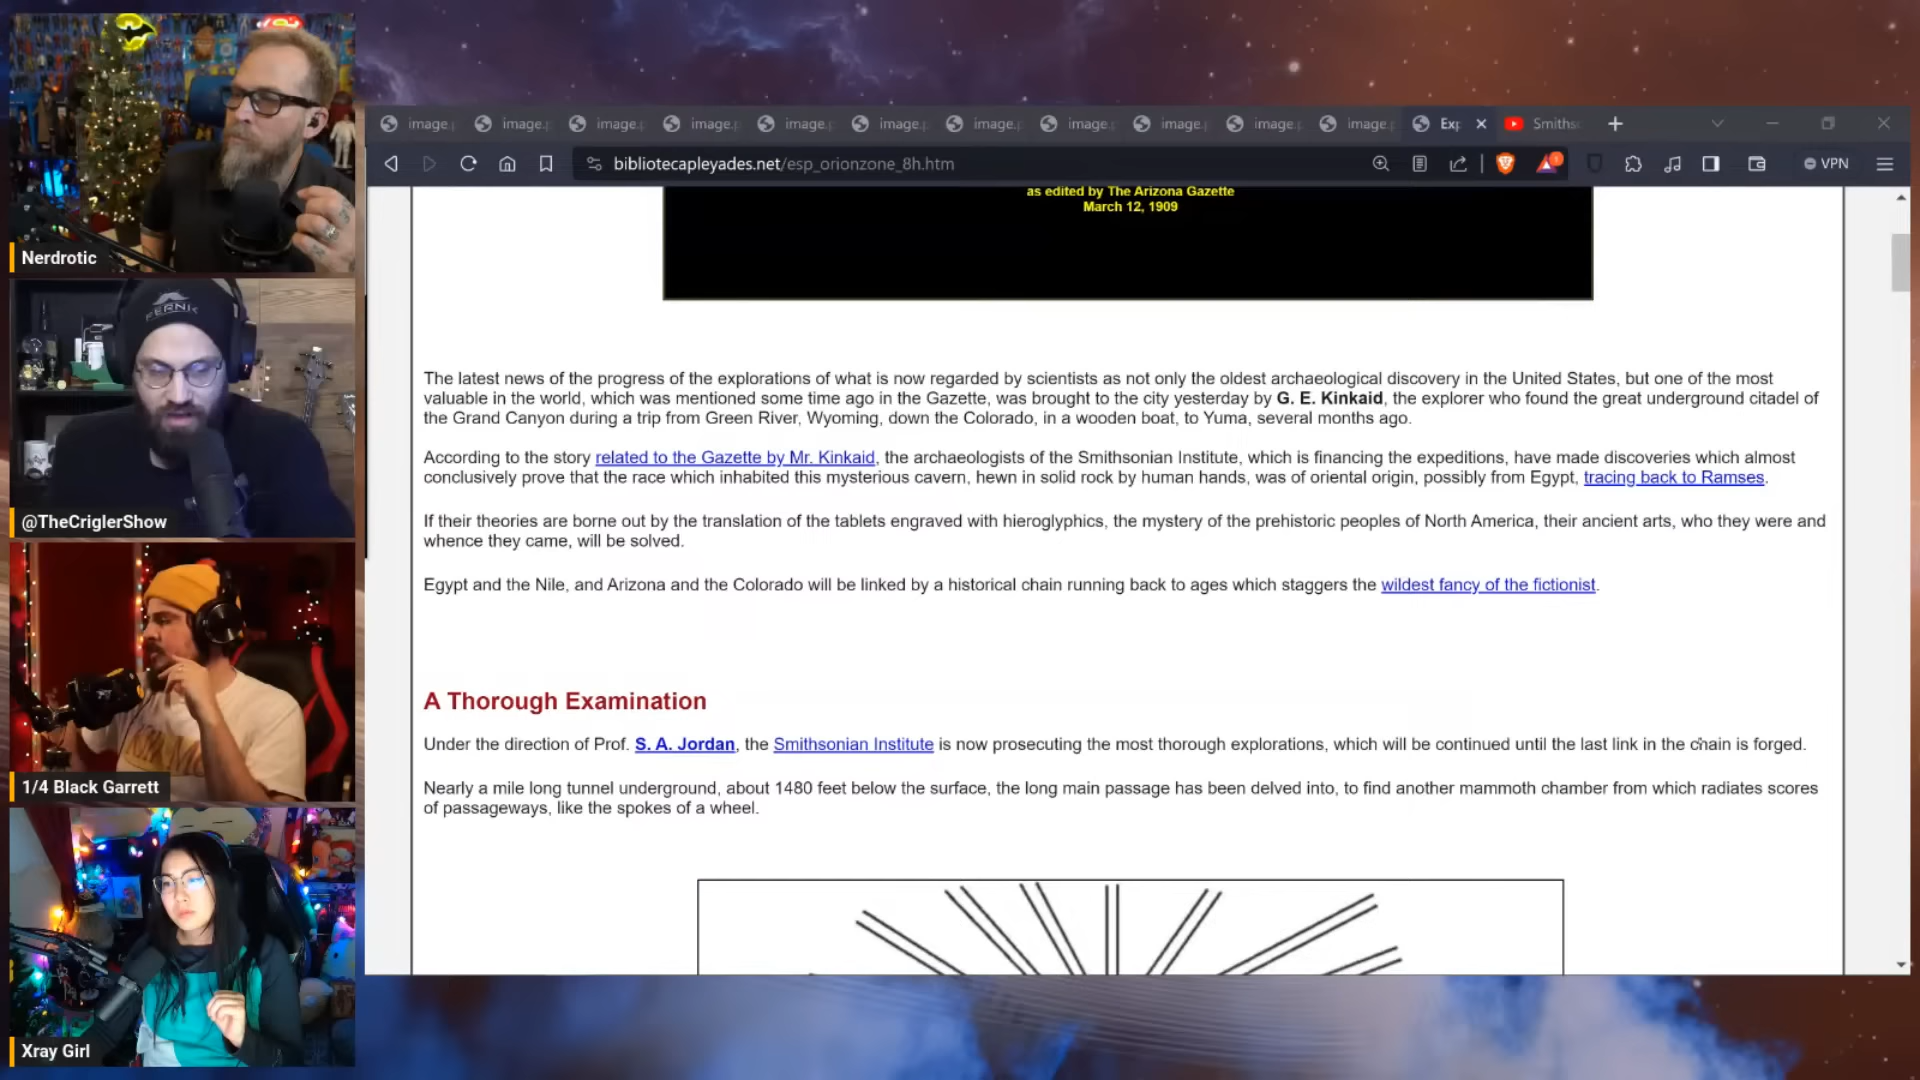 Nerdrotic
PERNIK
@TheCriglerShow
1/4 Black Garrett
Xray Girl
image.
image.
image.
image.p
image.
image.
image.p
image.
image.
image.
image.
Exp
Smiths
bibliotecapleyades.net/esp_orionzone_8h.htm
VPN
as edited by The Arizona Gazette
March 12, 1909
The latest news of the progress of the explorations of what is now regarded by scientists as not only the oldest archaeological discovery in the United States, but one of the most
valuable in the world, which was mentioned some time ago in the Gazette, was brought to the city yesterday by G. E. Kinkaid, the explorer who found the great underground citadel of
the Grand Canyon during a trip from Green River, Wyoming, down the Colorado, in a wooden boat, to Yuma, several months ago.
According to the story related to the Gazette by Mr. Kinkaid, the archaeologists of the Smithsonian Institute, which is financing the expeditions, have made discoveries which almost
conclusively prove that the race which inhabited this mysterious cavern, hewn in solid rock by human hands, was of oriental origin, possibly from Egypt, tracing back to Ramses.
If their theories are borne out by the translation of the tablets engraved with hieroglyphics, the mystery of the prehistoric peoples of North America, their ancient arts, who they were and
whence they came, will be solved.
Egypt and the Nile, and Arizona and the Colorado will be linked by a historical chain running back to ages which staggers the wildest fancy of the fictionist.
A Thorough Examination
Under the direction of Prof. S. A. Jordan, the Smithsonian Institute is now prosecuting the most thorough explorations, which will be continued until the last link in the chain is forged.
Nearly a mile long tunnel underground, about 1480 feet below the surface, the long main passage has been delved into, to find another mammoth chamber from which radiates scores
of passageways, like the spokes of a wheel.